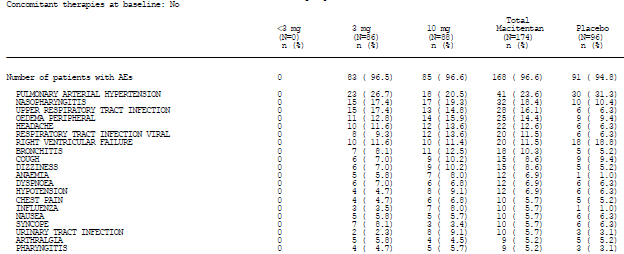 Concomitant therapies at baseline: No
Total
<3 mg 3 mg 10 mg Macitentan Placebo
(N=0) (N=86) (N=88) (N=174) (N=96)
n (%) n (%) n (%) n (%) n (%)
Number of patients with AEs 0 83 ( 96.5) 85 ( 96.6) 168 ( 96.6) 91 ( 94.8)
PULMONARY ARTERIAL HYPERTENSION 0 23 ( 26.7) 18 ( 20.5) 41 ( 23.6) 30 ( 31.3)
NASOPHARYNGITIS 0 15 ( 17.4) 17 ( 19.3) 32 ( 18.4) 10 ( 10.4)
UPPER RESPIRATORY TRACT INFECTION 0 15 ( 17.4) 13 ( 14.8) 28 ( 16.1) 6 ( 6.3)
OEDEMA PERIPHERAL 0 11 ( 12.8) 14 ( 15.9) 25 ( 14.4) 9 ( 9.4)
HEADACHE 0 10 ( 11.6) 12 ( 13.6) 22 ( 12.6) 6 ( 6.3)
RESPIRATORY TRACT INFECTION VIRAL 0 8 ( 9.3) 12 ( 13.6) 20 ( 11.5) 6 ( 6.3)
RIGHT VENTRICULAR FAILURE 0 10 ( 11.6) 10 ( 11.4) 20 ( 11.5) 18 ( 18.8)
BRONCHITIS 0 7 ( 8.1) 11 ( 12.5) 18 ( 10.3) 5 ( 5.2)
COUGH 0 6 ( 7.0) 9 ( 10.2) 15 ( 8.6) 9 ( 9.4)
DIZZINESS 0 6 ( 7.0) 9 ( 10.2) 15 ( 8.6) 5 ( 5.2)
ANAEMIA 0 5 ( 5.8) 7 ( 8.0) 12 ( 6.9) 1 ( 1.0)
DYSPNOEA 0 6 ( 7.0) 6 ( 6.8) 12 ( 6.9) 6 ( 6.3)
HYPOTENSION 0 4 ( 4.7) 8 ( 9.1) 12 ( 6.9) 6 ( 6.3)
CHEST PAIN 0 4 ( 4.7) 6 ( 6.8) 10 ( 5.7) 5 ( 5.2)
INFLUENZA 0 3 ( 3.5) 7 ( 8.0) 10 ( 5.7) 1 ( 1.0)
NAUSEA 0 5 ( 5.8) 5 ( 5.7) 10 ( 5.7) 6 ( 6.3)
SYNCOPE 0 7 ( 8.1) 3 ( 3.4) 10 ( 5.7) 6 ( 6.3)
URINARY TRACT INFECTION 0 2 ( 2.3) 8 ( 9.1) 10 ( 5.7) 3 ( 3.1)
ARTHRALGIA 0 5 ( 5.8) 4 ( 4.5) 9 ( 5.2) 5 ( 5.2)
PHARYNGITIS 0 4 ( 4.7) 5 ( 5.7) 9 ( 5.2) 3 ( 3.1)